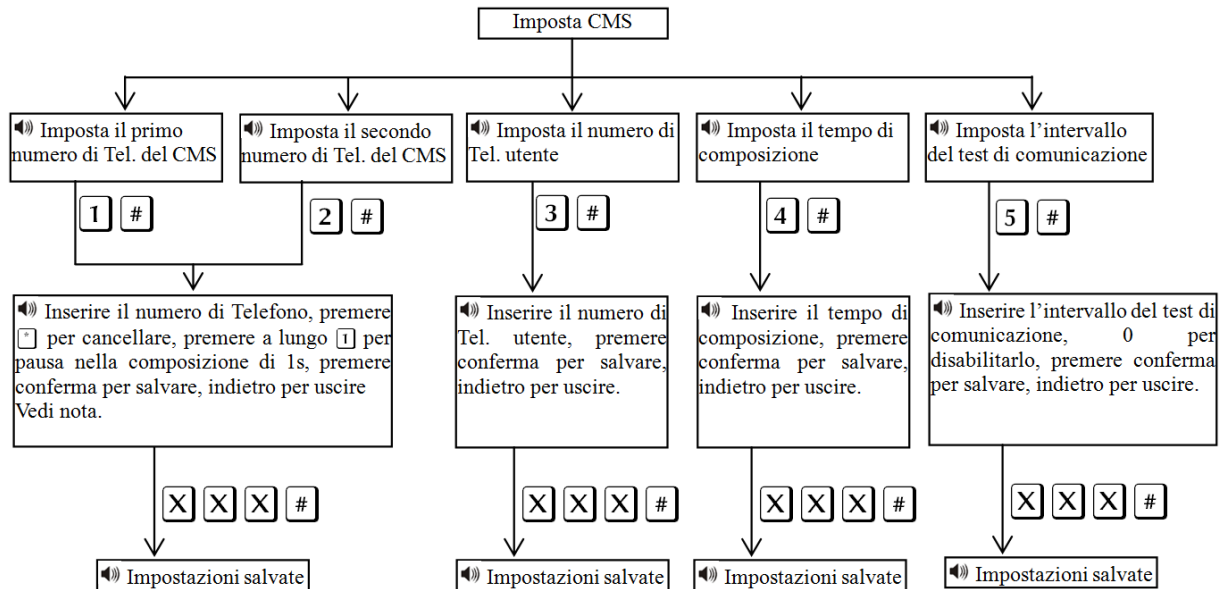 Imposta CMS
Imposta il primo
numero di Tel. del CMS
Imposta il secondo
numero di Tel. del CMS
Imposta il numero di
Tel. utente
Imposta il tempo di
composizione
Imposta l'intervallo
del test di comunicazione
1 #
2 #
3 #
4 #
5 #
Inserire il numero di Telefono, premere
* per cancellare, premere a lungo 1 per
pausa nella composizione di 1s, premere
conferma per salvare, indietro per uscire
Vedi nota.
Inserire il numero di
Tel. utente, premere
conferma per salvare,
indietro per uscire.
Inserire il tempo di
composizione, premere
conferma per salvare,
indietro per uscire.
Inserire l'intervallo del test di
comunicazione, 0 per
disabilitarlo, premere conferma
per salvare, indietro per uscire.
X X X #
X X X #
X X X #
X X X #
Impostazioni salvate
Impostazioni salvate
Impostazioni salvate
Impostazioni salvate